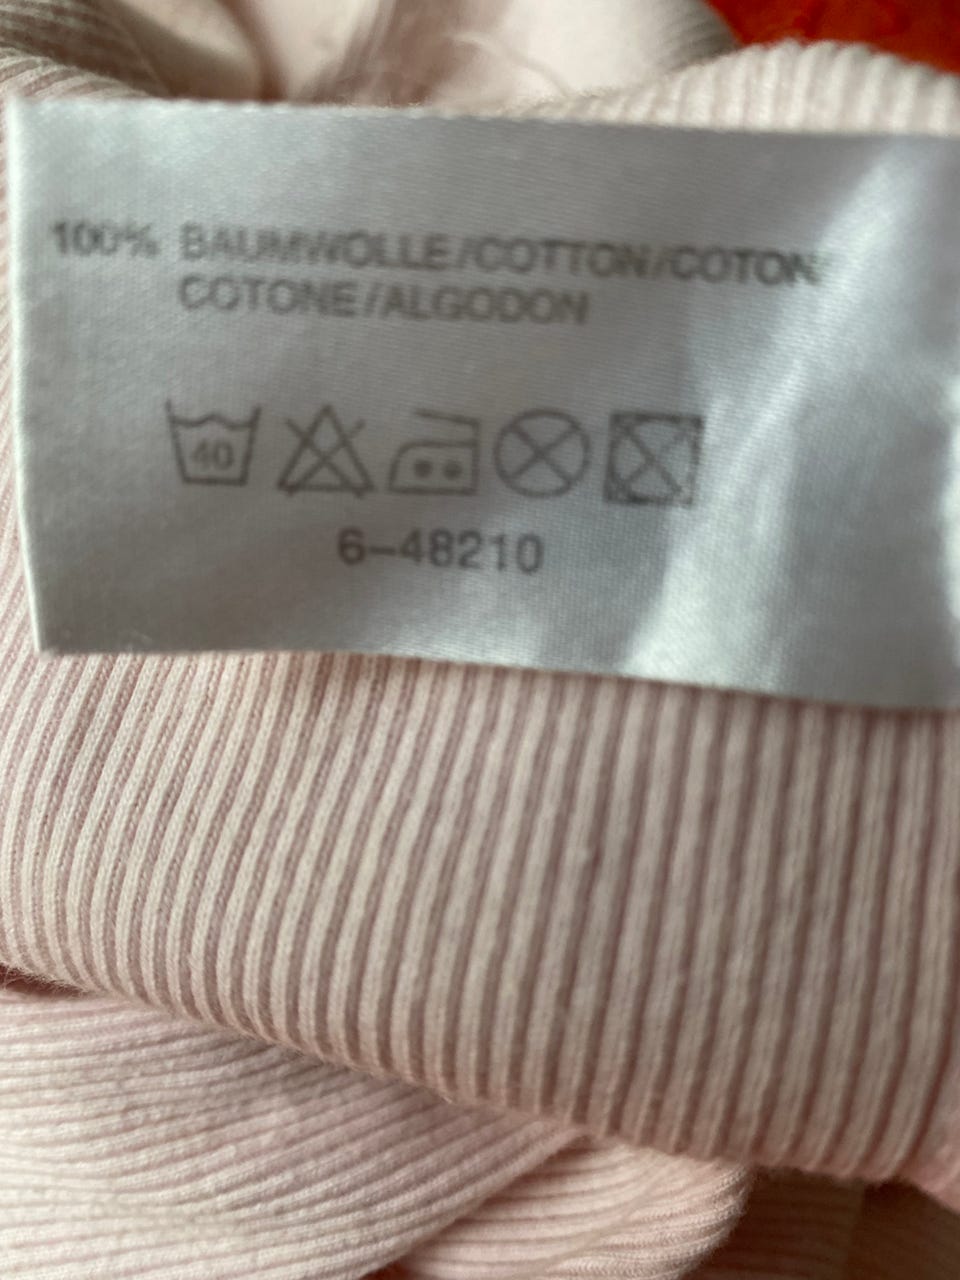 100% BAUMWOLLE/COTTON/COTON
COTONE/ALGODON
40
6-48210